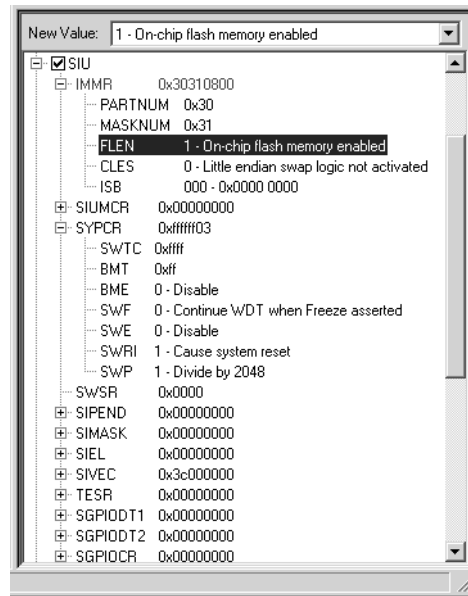 New Value: 1 - On-chip flash memory enabled
SIU
IMMR 0x30310800
PARTNUM 0x30
MASKNUM 0x31
FLEN 1 - On-chip flash memory enabled
CLES 0 - Little endian swap logic not activated
ISB 000 - 0x0000 0000
SIUMCR 0x00000000
SYPCR 0xffffff03
SWTC 0xffff
BMT 0xff
BME 0 - Disable
SWF 0 - Continue WDT when Freeze asserted
SWE 0 - Disable
SWRI 1 - Cause system reset
SWP 1 - Divide by 2048
SWSR 0x0000
SIPEND 0x00000000
SIMASK 0x00000000
SIEL 0x00000000
SIVEC 0x3c000000
TESR 0x00000000
SGPIODT1 0x00000000
SGPIODT2 0x00000000
SGPIOCR 0x00000000